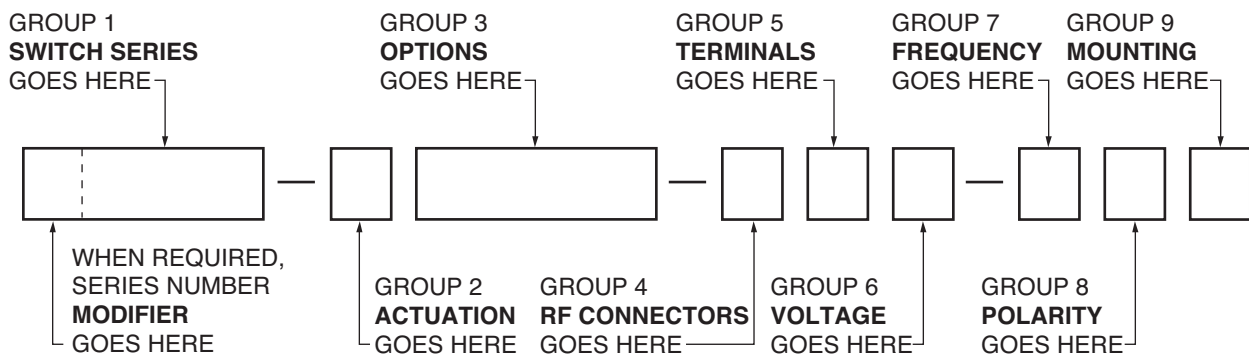 GROUP 1
SWITCH SERIES
GOES HERE
GROUP 3
OPTIONS
GOES HERE
GROUP 5
TERMINALS
GOES HERE
GROUP 7
FREQUENCY
GOES HERE
GROUP 9
MOUNTING
GOES HERE
WHEN REQUIRED,
SERIES NUMBER
MODIFIER
GOES HERE
GROUP 2
ACTUATION
GOES HERE
GROUP 4
RF CONNECTORS
GOES HERE
GROUP 6
VOLTAGE
GOES HERE
GROUP 8
POLARITY
GOES HERE